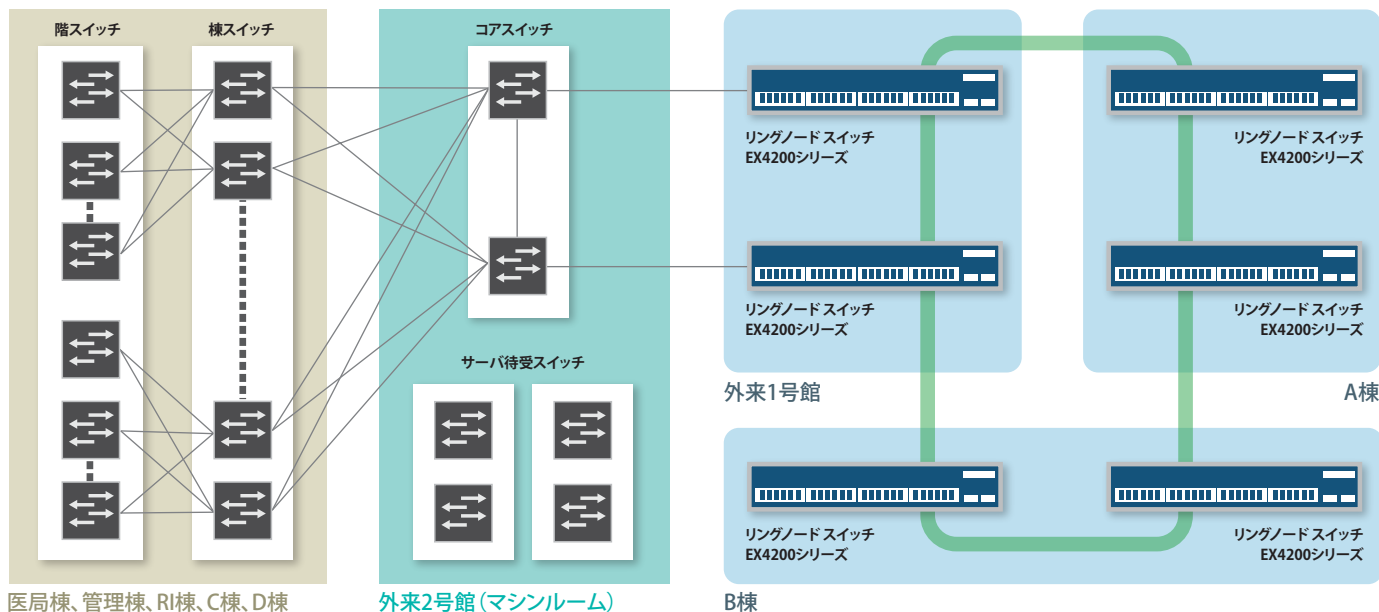 階スイッチ
棟スイッチ
コアスイッチ
リングノード スイッチ
EX4200シリーズ
リングノード スイッチ
EX4200シリーズ
リングノード スイッチ
EX4200シリーズ
リングノード スイッチ
EX4200シリーズ
サーバ待受スイッチ
外来1号館
A棟
リングノード スイッチ
EX4200シリーズ
リングノード スイッチ
EX4200シリーズ
医局棟、管理棟、RI棟、C棟、D棟
外来2号館（マシンルーム）
B棟